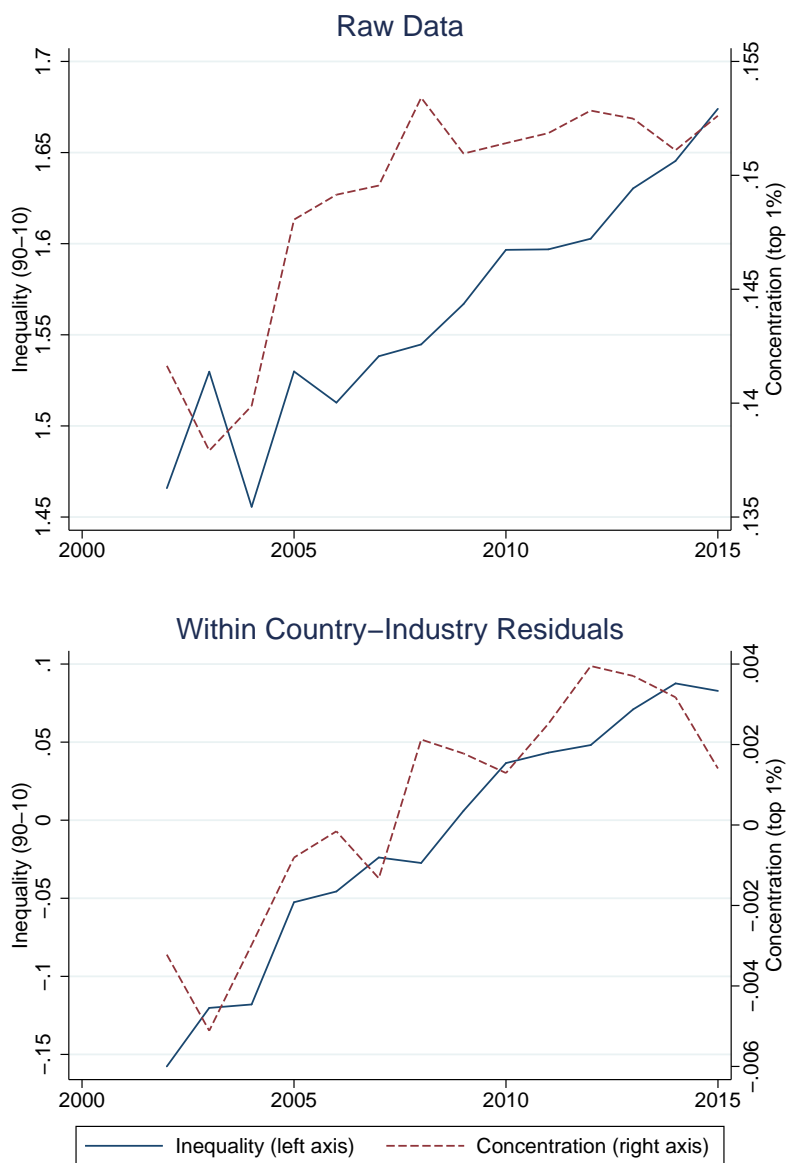 Raw Data
Inequality (90−10)
1.7
1.65
1.6
1.55
1.5
1.45
.155
.15
.145
.14
.135
Concentration (top 1%)
2000 2005 2010 2015
Within Country−Industry Residuals
Inequality (90−10)
.1
.05
0
−.05
−.1
−.15
.004
.002
0
−.002
−.004
−.006
Concentration (top 1%)
2000 2005 2010 2015
Inequality (left axis) Concentration (right axis)